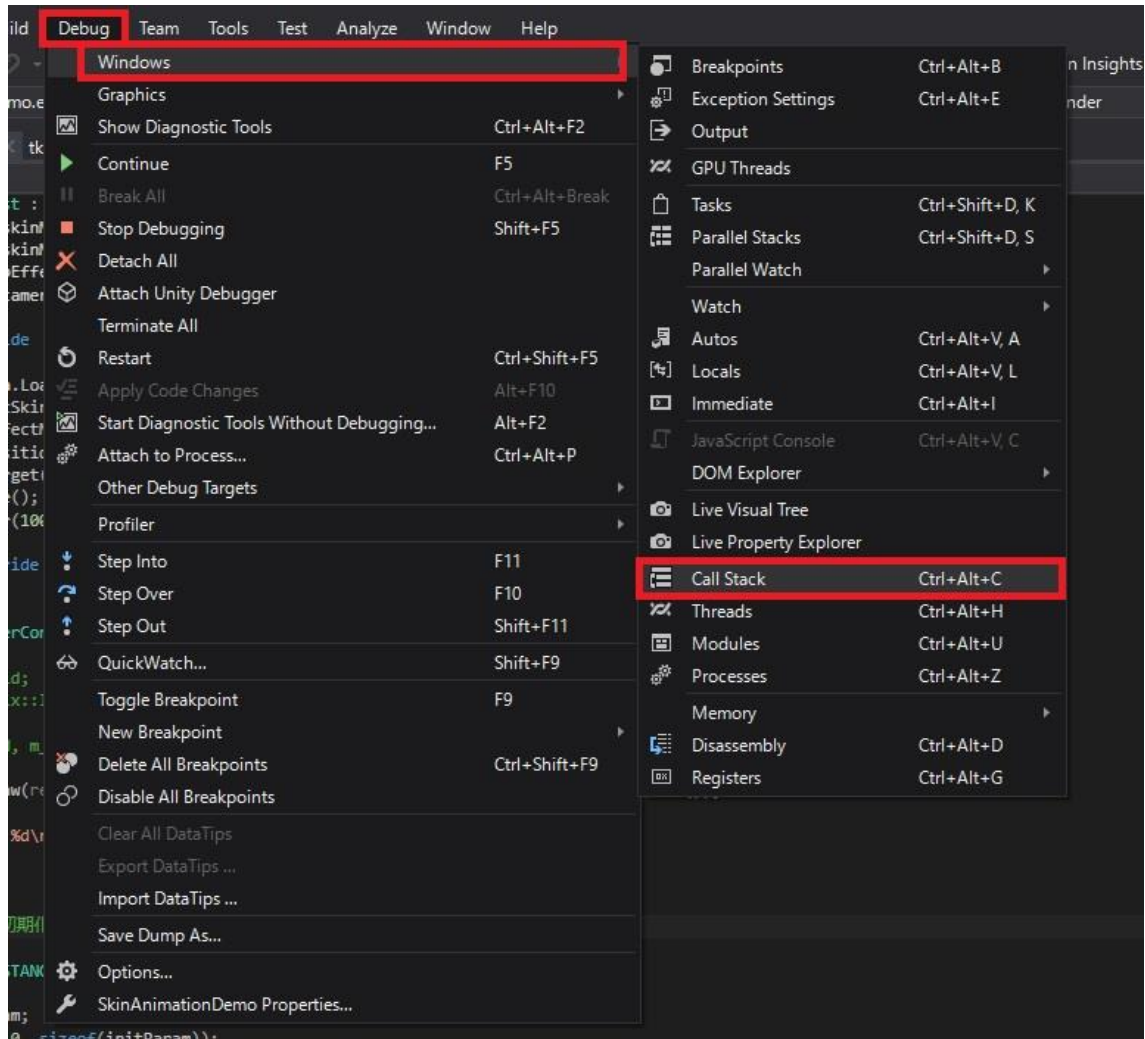 ild Debug Team Tools Test Analyze Window Help
Windows
Graphics
Show Diagnostic Tools Ctrl+Alt+F2
Continue F5
Break All Ctrl+Alt+Break
Stop Debugging Shift+F5
Detach All
Attach Unity Debugger
Terminate All
Restart Ctrl+Shift+F5
Apply Code Changes Alt+F10
Start Diagnostic Tools Without Debugging... Alt+F2
Attach to Process... Ctrl+Alt+P
Other Debug Targets
Profiler
Step Into F11
Step Over F10
Step Out Shift+F11
QuickWatch... Shift+F9
Toggle Breakpoint F9
New Breakpoint
Delete All Breakpoints Ctrl+Shift+F9
Disable All Breakpoints
Clear All DataTips
Export DataTips ...
Import DataTips ...
Save Dump As...
Options...
SkinAnimationDemo Properties...
Breakpoints Ctrl+Alt+B
Exception Settings Ctrl+Alt+E
Output
GPU Threads
Tasks Ctrl+Shift+D, K
Parallel Stacks Ctrl+Shift+D, S
Parallel Watch
Watch
Autos Ctrl+Alt+V, A
Locals Ctrl+Alt+V, L
Immediate Ctrl+Alt+I
JavaScript Console Ctrl+Alt+V, C
DOM Explorer
Live Visual Tree
Live Property Explorer
Call Stack Ctrl+Alt+C
Threads Ctrl+Alt+H
Modules Ctrl+Alt+U
Processes Ctrl+Alt+Z
Memory
Disassembly Ctrl+Alt+D
Registers Ctrl+Alt+G
n Insights
nder
mo.e
tk